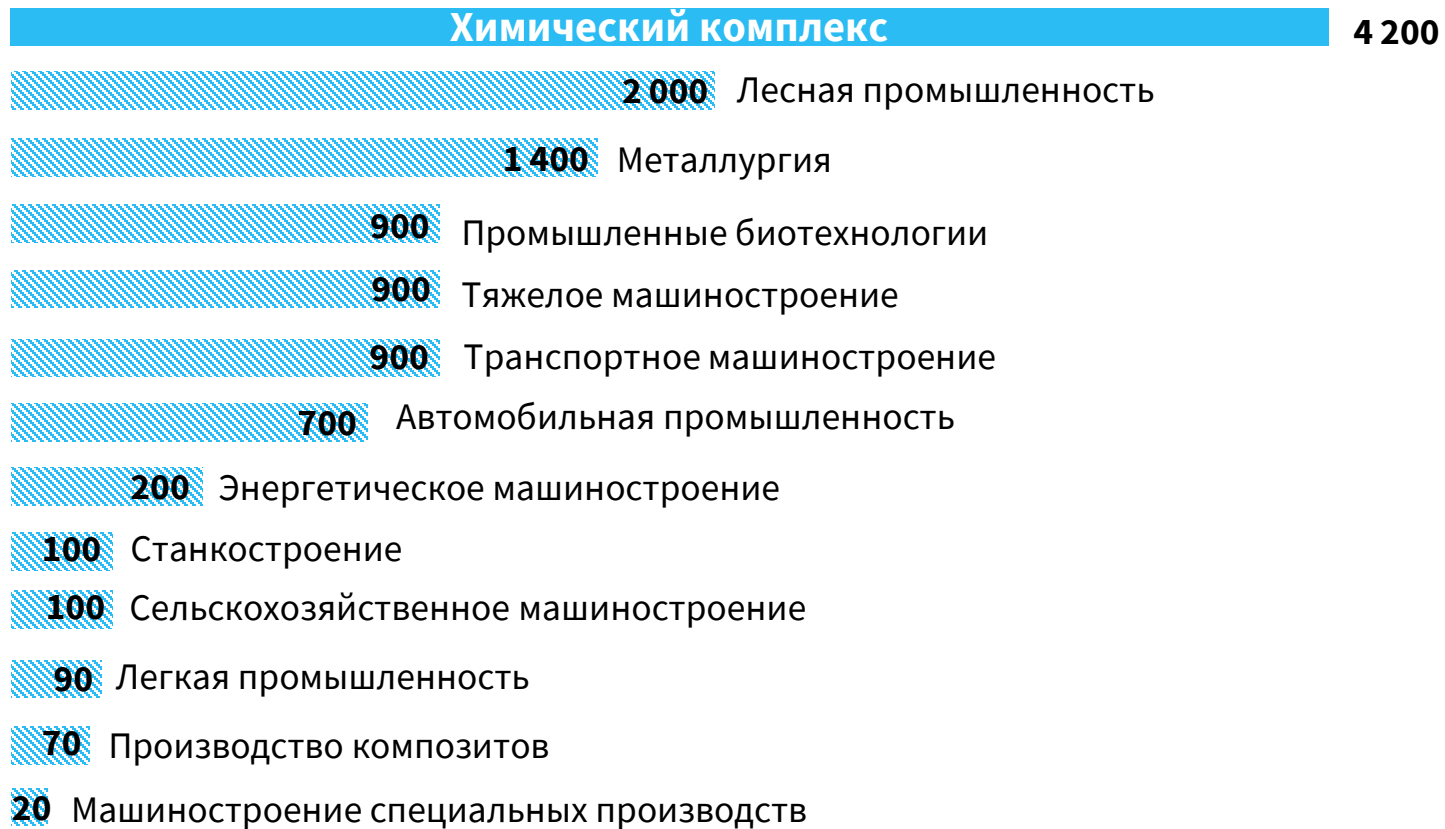 Химический комплекс 4 200
2 000 Лесная промышленность
1 400 Металлургия
900 Промышленные биотехнологии
900 Тяжелое машиностроение
900 Транспортное машиностроение
700 Автомобильная промышленность
200 Энергетическое машиностроение
100 Станкостроение
100 Сельскохозяйственное машиностроение
90 Легкая промышленность
70 Производство композитов
20 Машиностроение специальных производств